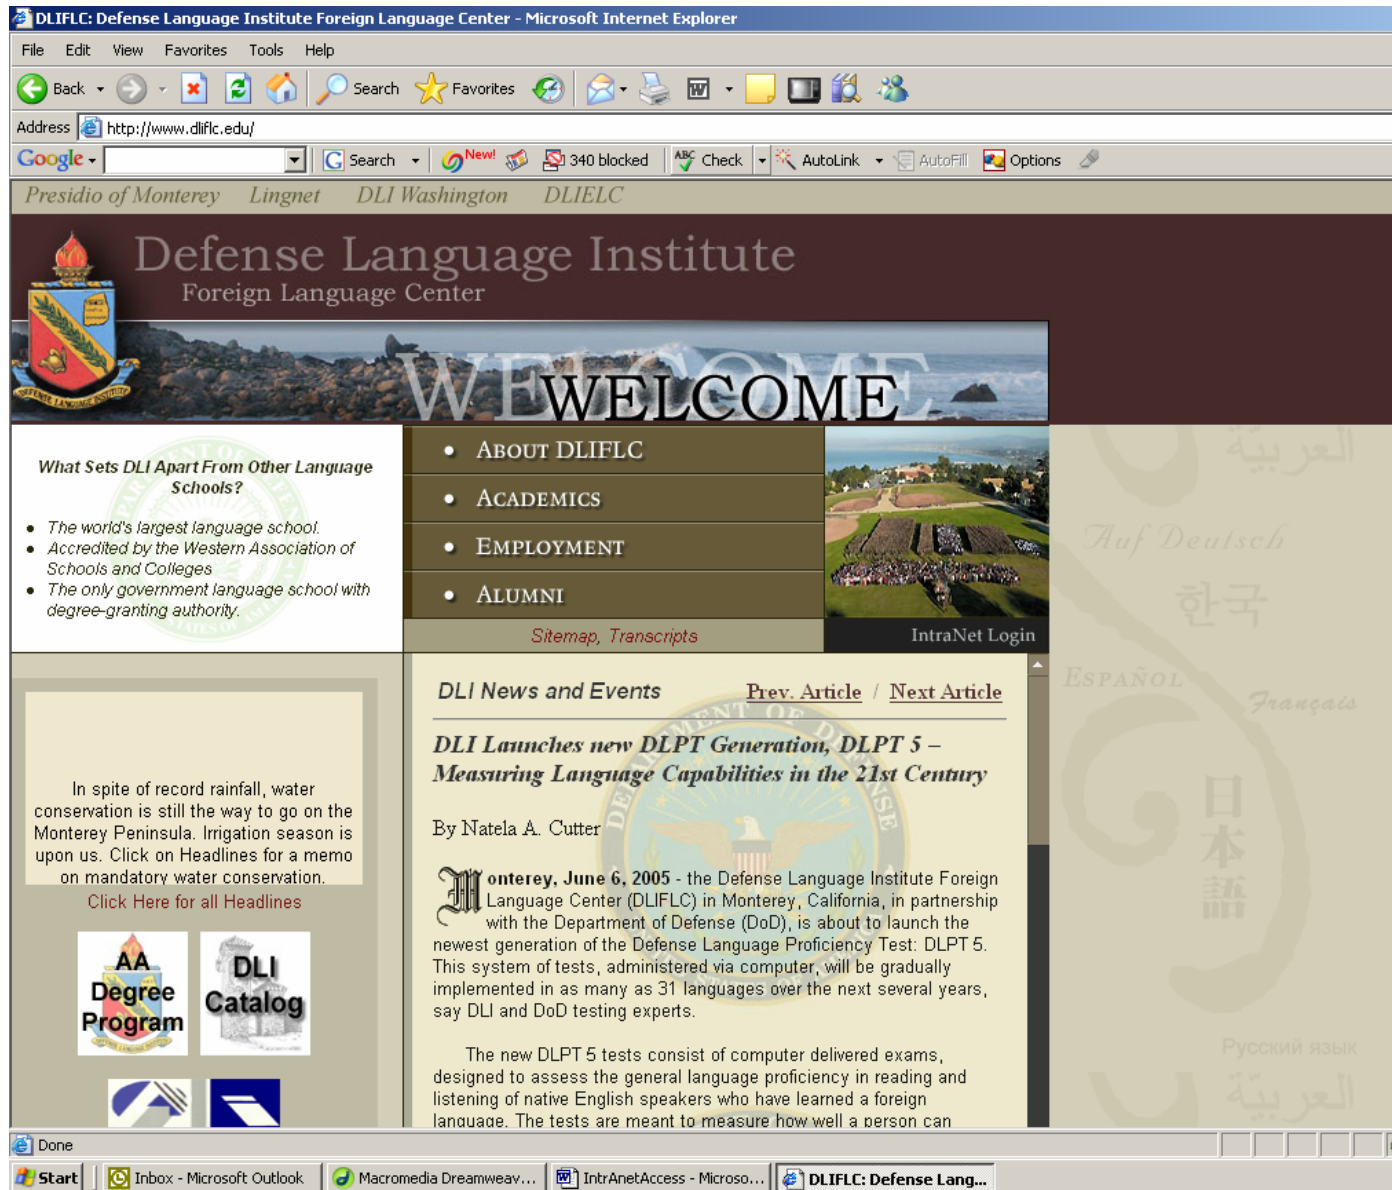 DLIFLC: Defense Language Institute Foreign Language Center - Microsoft Internet Explorer
File Edit View Favorites Tools Help
Back Search Favorites
Address http://www.dliflc.edu/
Google Search New! 340 blocked ABC Check AutoLink AutoFill Options
Presidio of Monterey Lingnet DLI Washington DLIELC
Defense Language Institute
Foreign Language Center
WELCOME
WELCOME
What Sets DLI Apart From Other Language
Schools?
The world's largest language school.
Accredited by the Western Association of
Schools and Colleges
The only government language school with
degree-granting authority.
• ABOUT DLIFLC
• ACADEMICS
• EMPLOYMENT
• ALUMNI
Sitemap, Transcripts
IntraNet Login
العربيّة
Auf Deutsch
한국
ESPAÑOL
Français
日本語
Русский язык
العربيّة
In spite of record rainfall, water
conservation is still the way to go on the
Monterey Peninsula. Irrigation season is
upon us. Click on Headlines for a memo
on mandatory water conservation.
Click Here for all Headlines
AA
Degree
Program
DLI
Catalog
DLI News and Events Prev. Article / Next Article
DLI Launches new DLPT Generation, DLPT 5 –
Measuring Language Capabilities in the 21st Century
By Natela A. Cutter
Monterey, June 6, 2005 - the Defense Language Institute Foreign
Language Center (DLIFLC) in Monterey, California, in partnership
with the Department of Defense (DoD), is about to launch the
newest generation of the Defense Language Proficiency Test: DLPT 5.
This system of tests, administered via computer, will be gradually
implemented in as many as 31 languages over the next several years,
say DLI and DoD testing experts.
The new DLPT 5 tests consist of computer delivered exams,
designed to assess the general language proficiency in reading and
listening of native English speakers who have learned a foreign
language. The tests are meant to measure how well a person can
DEPARTMENT OF DEFENSE
UNITED STATES OF AMERICA
DEFENSE LANGUAGE INSTITUTE
Done
Start Inbox - Microsoft Outlook Macromedia Dreamweav... IntrAnetAccess - Microso... DLIFLC: Defense Lang...